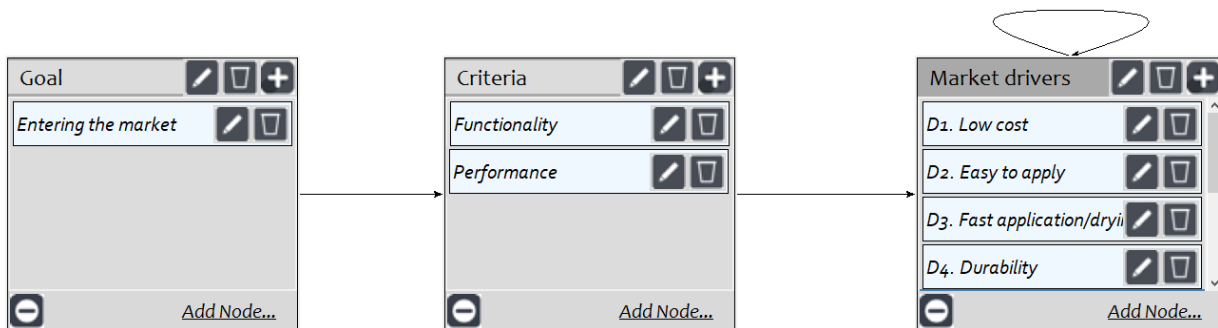 Goal
Entering the market
Add Node...
Criteria
Functionality
Performance
Add Node...
Market drivers
D1. Low cost
D2. Easy to apply
D3. Fast application/dryi
D4. Durability
Add Node...